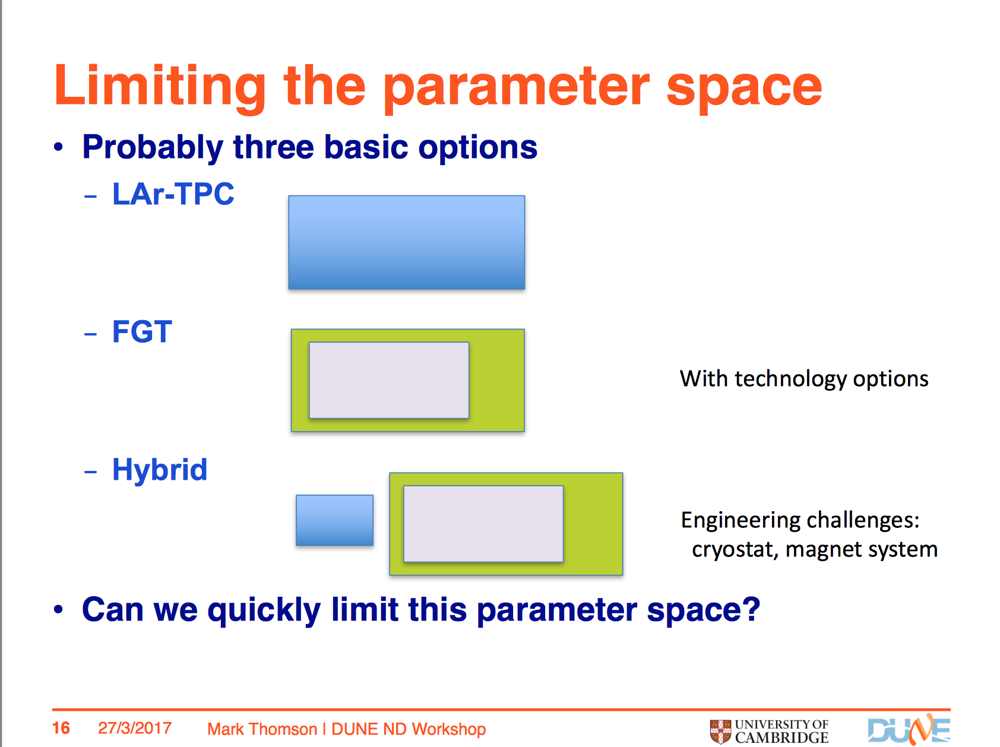 Limiting the parameter space
• Probably three basic options
– LAr-TPC
– FGT
With technology options
– Hybrid
Engineering challenges:
cryostat, magnet system
• Can we quickly limit this parameter space?
16 27/3/2017 Mark Thomson | DUNE ND Workshop
UNIVERSITY OF
CAMBRIDGE
DUNE